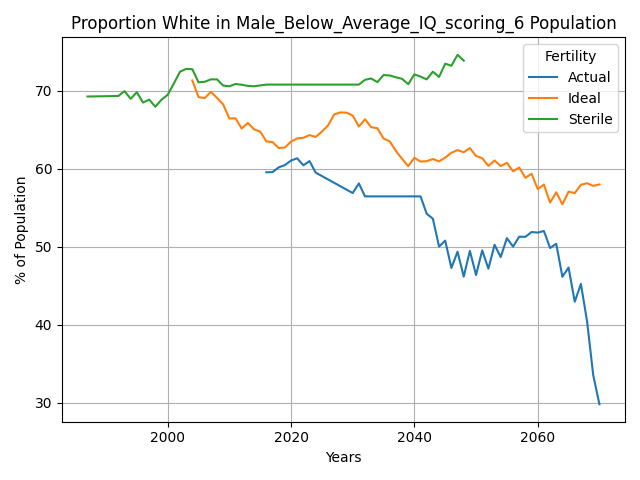 Proportion White in Male_Below_Average_IQ_scoring_6 Population
Fertility
Actual
Ideal
Sterile
% of Population
70
60
50
40
30
2000
2020
2040
2060
Years